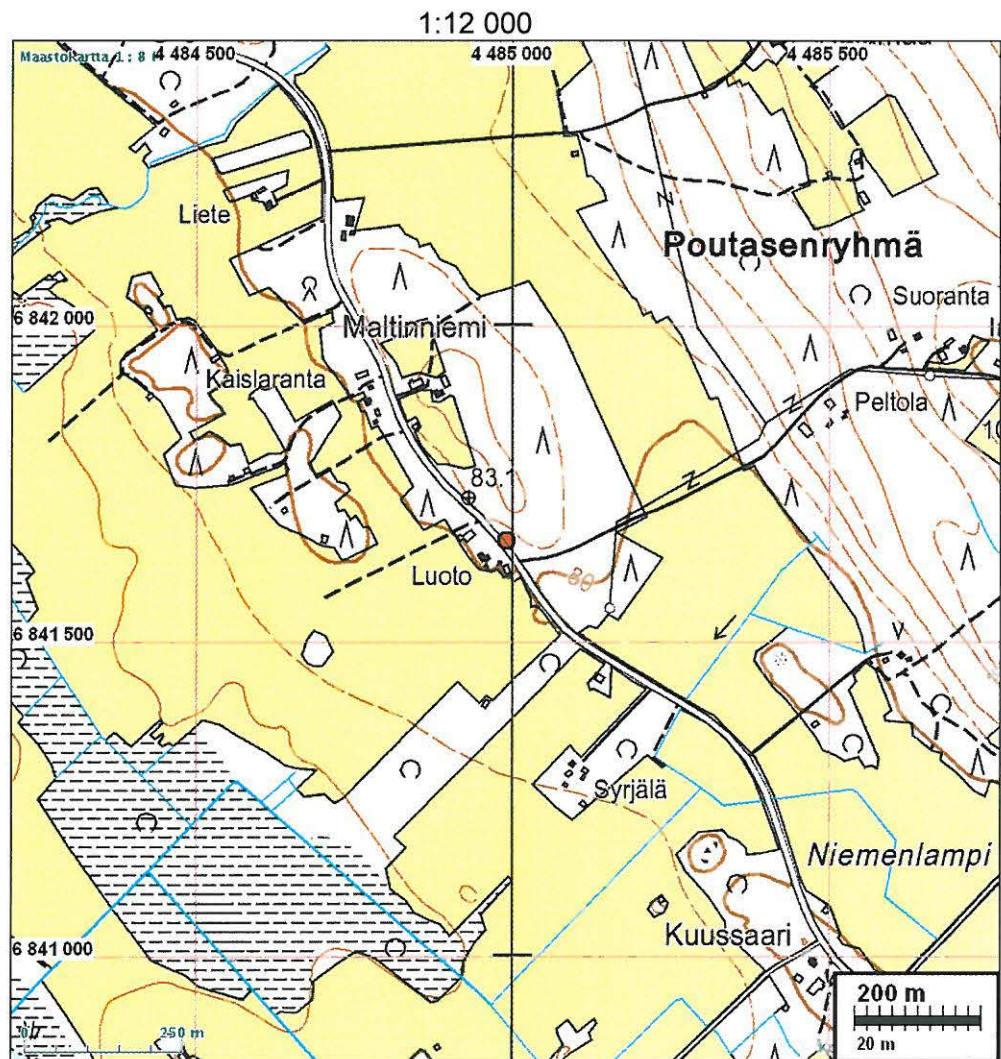 1:12 000
MaastoKartta 1 : 8
4 484 500
4 485 000
4 485 500
Liete
Poutasenryhmä
Suoranta
6 842 000
Maltinniemi
Kaislaranta
Peltola
83.1
Luoto
80
6 841 500
Syrjälä
Niemenlampi
Kuussaari
6 841 000
200 m
20 m
250 m